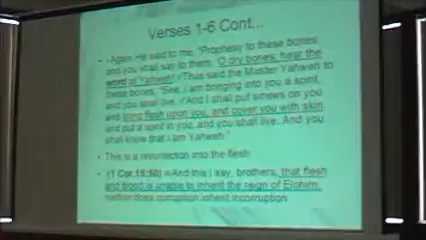 Verses 1-6 Cont...
• 4Again He said to me, "Prophesy to these bones,
and you shall say to them, 'O dry bones, hear the
word of Yahweh! 5Thus said the Master Yahweh to
these bones, "See, I am bringing into you a spirit,
and you shall live. 6And I shall put sinews on you
and bring flesh upon you, and cover you with skin
and put a spirit in you, and you shall live. And you
shall know that I am Yahweh."
• This is a resurrection into the flesh
• (1 Cor.15:50) 50And this I say, brothers, that flesh
and blood is unable to inherit the reign of Elohim,
neither does corruption inherit incorruption.